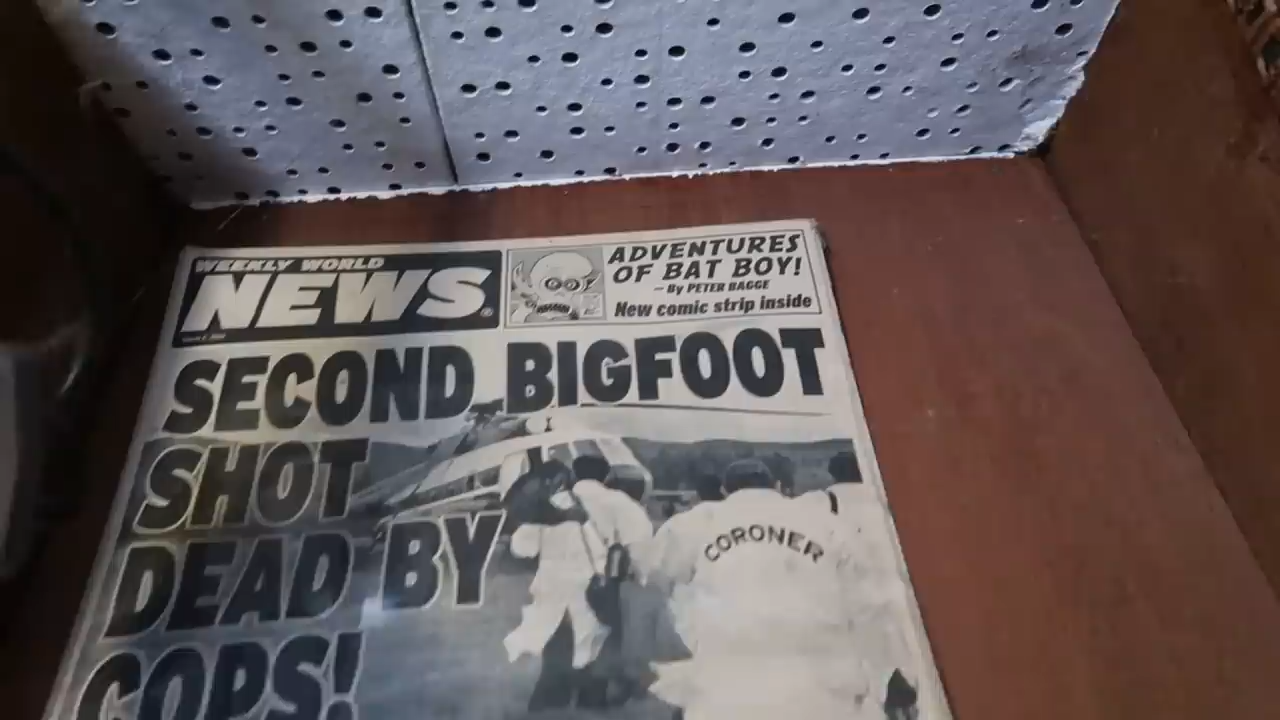 WEEKLY WORLD
NEWS
ADVENTURES
OF BAT BOY!
— By PETER BAGGE
New comic strip inside
SECOND BIGFOOT
SHOT
DEAD BY
COPS!
CORONER